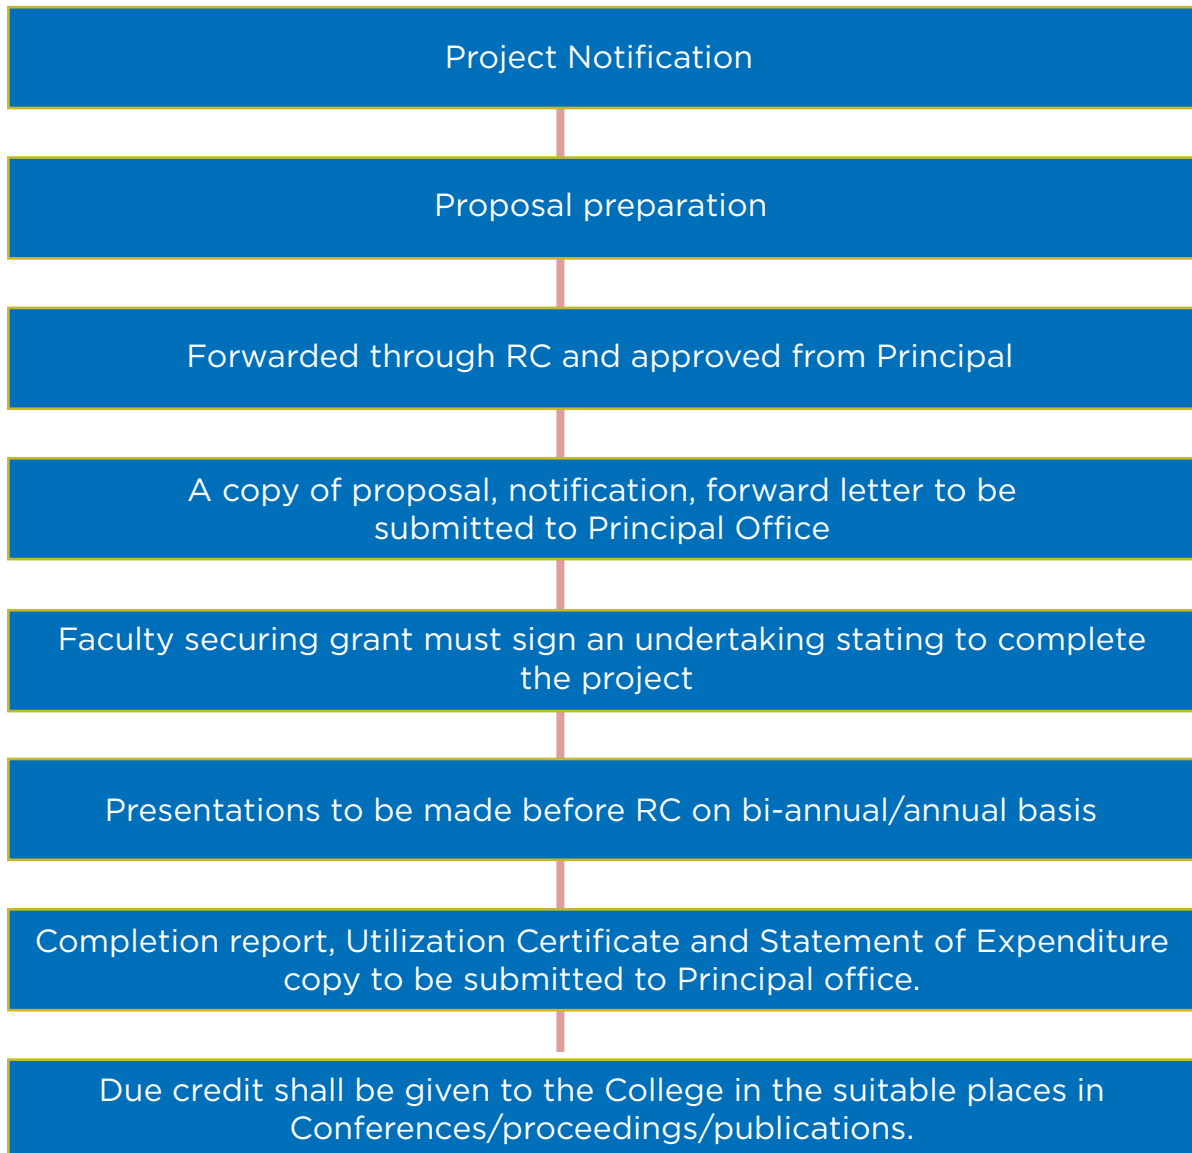 Project Notification
Proposal preparation
Forwarded through RC and approved from Principal
A copy of proposal, notification, forward letter to be
submitted to Principal Office
Faculty securing grant must sign an undertaking stating to complete
the project
Presentations to be made before RC on bi-annual/annual basis
Completion report, Utilization Certificate and Statement of Expenditure
copy to be submitted to Principal office.
Due credit shall be given to the College in the suitable places in
Conferences/proceedings/publications.